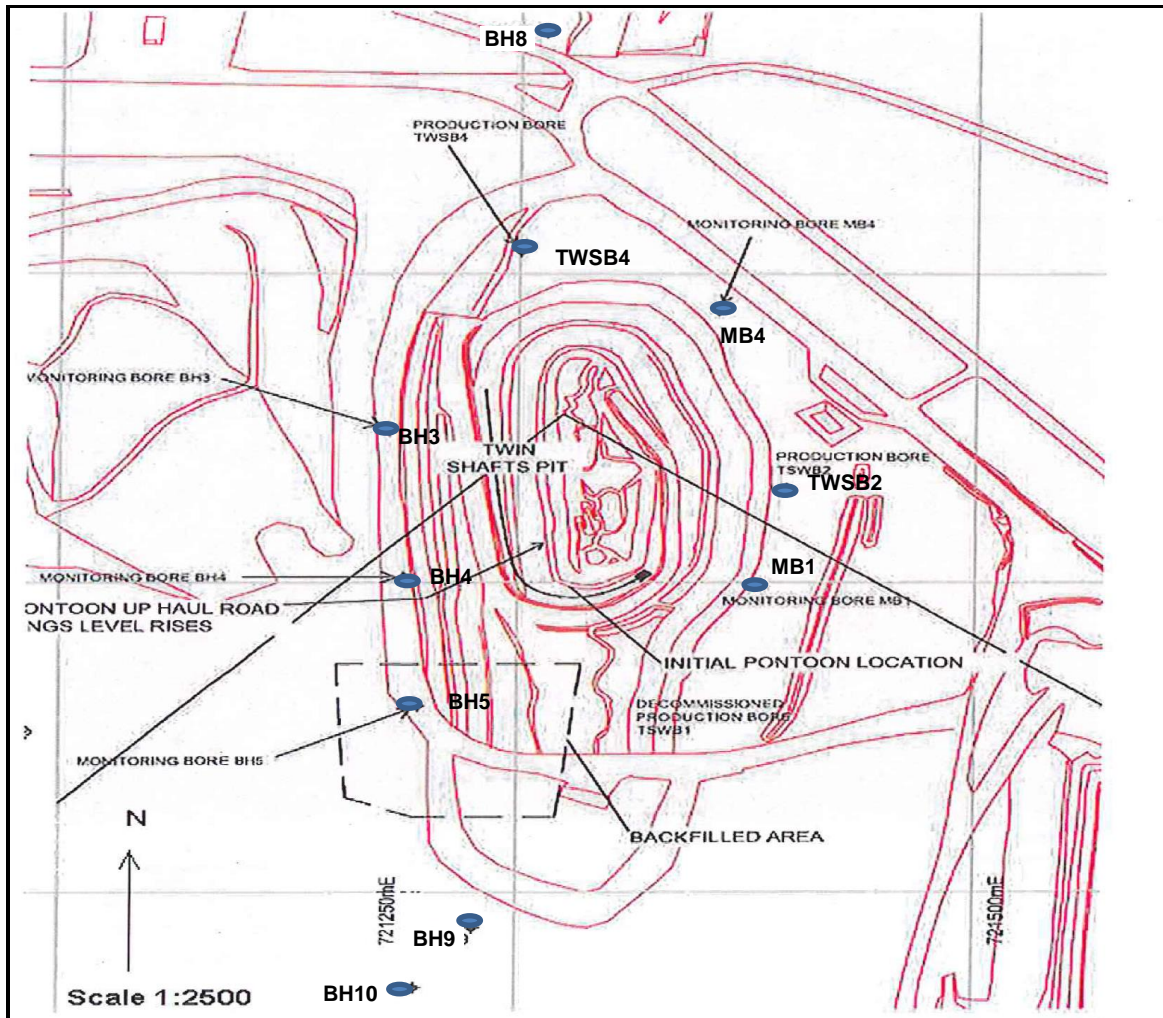 BH8
PRODUCTION BORE
TWSB4
MONITORING BORE MB4
TWSB4
MB4
MONITORING BORE BH3
BH3
TWIN
SHAFTS PIT
PRODUCTION BORE
TSWB2
TWSB2
MONITORING BORE BH4
BH4
MB1
MONITORING BORE MB1
ONTOON UP HAUL ROAD
NGS LEVEL RISES
INITIAL PONTOON LOCATION
BH5
DECOMMISSIONED
PRODUCTION BORE
TSWB1
MONITORING BORE BH5
N
BACKFILLED AREA
721250mE
721500mE
BH9
BH10
Scale 1:2500